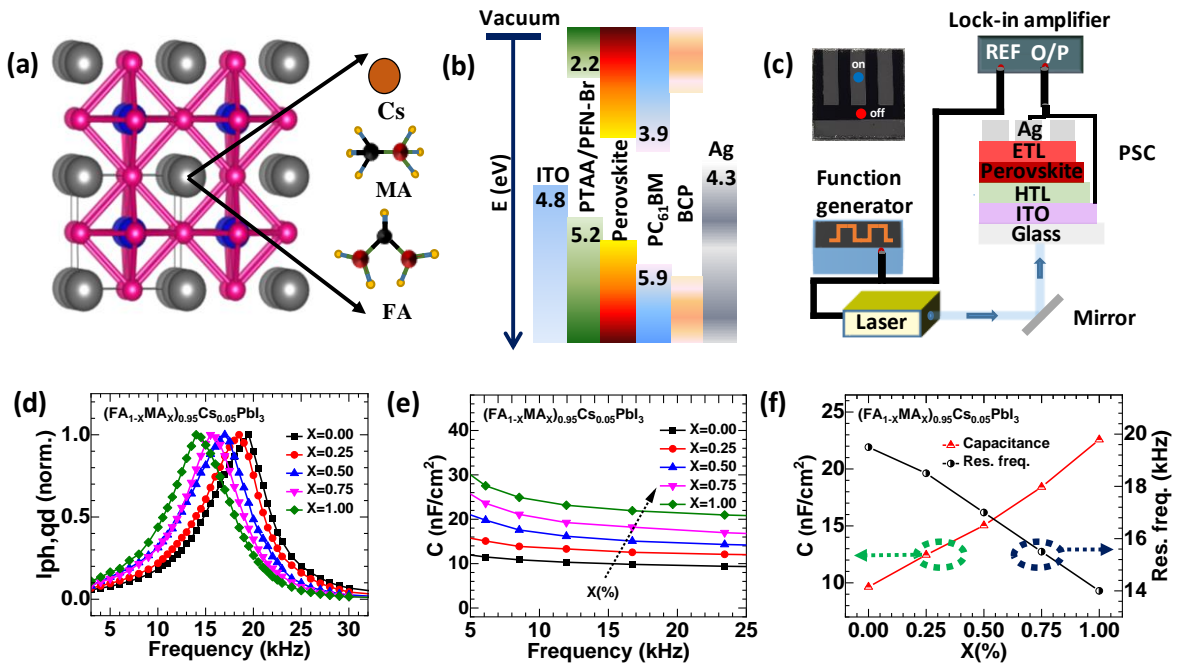 (a)
Cs
MA
FA
Vacuum
(b)
E (eV)
ITO
4.8
2.2
5.2
PTAA/PFN-Br
Perovskite
3.9
5.9
PC61BM
BCP
Ag
4.3
(c)
on
off
Lock-in amplifier
REF O/P
Ag
ETL
Perovskite
HTL
ITO
Glass
PSC
Function
generator
Laser
Mirror
(d)
(FA1-XMAX)0.95Cs0.05PbI3
X=0.00
X=0.25
X=0.50
X=0.75
X=1.00
1.0
0.5
0.0
Iph,qd (norm.)
5 10 15 20 25 30
Frequency (kHz)
(e)
(FA1-XMAX)0.95Cs0.05PbI3
X=0.00
X=0.25
X=0.50
X=0.75
X=1.00
X(%)
50
40
30
20
10
0
C (nF/cm2)
5 10 15 20 25
Frequency (kHz)
(f)
(FA1-XMAX)0.95Cs0.05PbI3
Capacitance
Res. freq.
25
20
15
10
C (nF/cm2)
20
18
16
14
Res. freq. (kHz)
0.00 0.25 0.50 0.75 1.00
X(%)